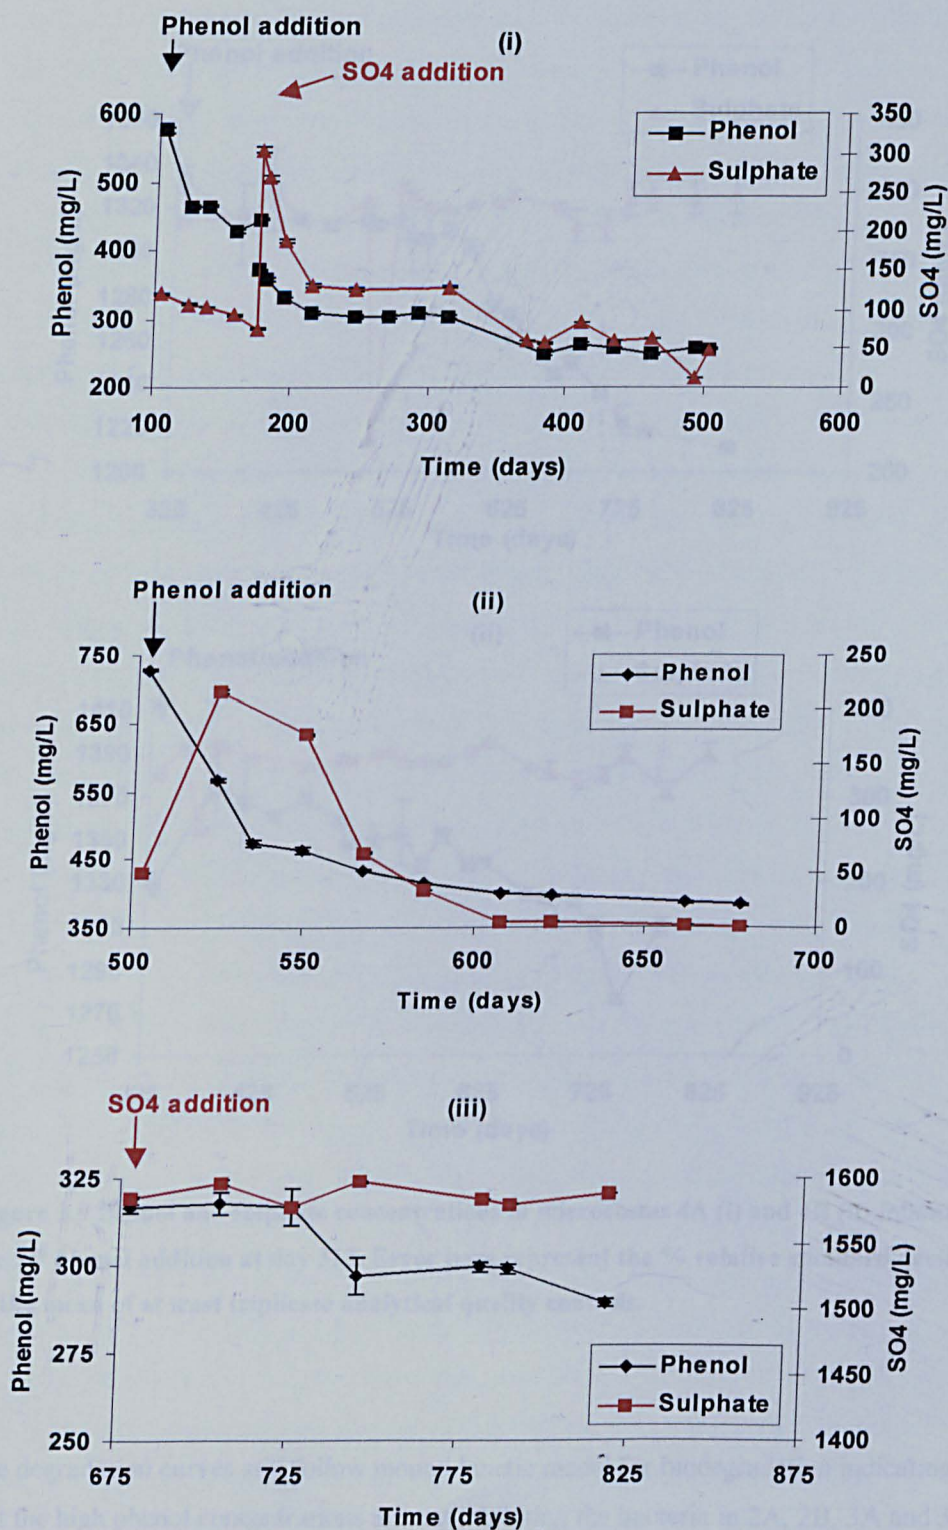 Phenol addition
(i)
SO4 addition
Phenol
Sulphate
600
500
400
300
200
Phenol (mg/L)
350
300
250
200
150
100
50
0
SO4 (mg/L)
100 200 300 400 500 600
Time (days)
Phenol addition
(ii)
Phenol
Sulphate
750
650
550
450
350
Phenol (mg/L)
250
200
150
100
50
0
SO4 (mg/L)
500 550 600 650 700
Time (days)
SO4 addition
(iii)
325
300
275
250
Phenol (mg/L)
1600
1550
1500
1450
1400
SO4 (mg/L)
Phenol
Sulphate
675 725 775 825 875
Time (days)